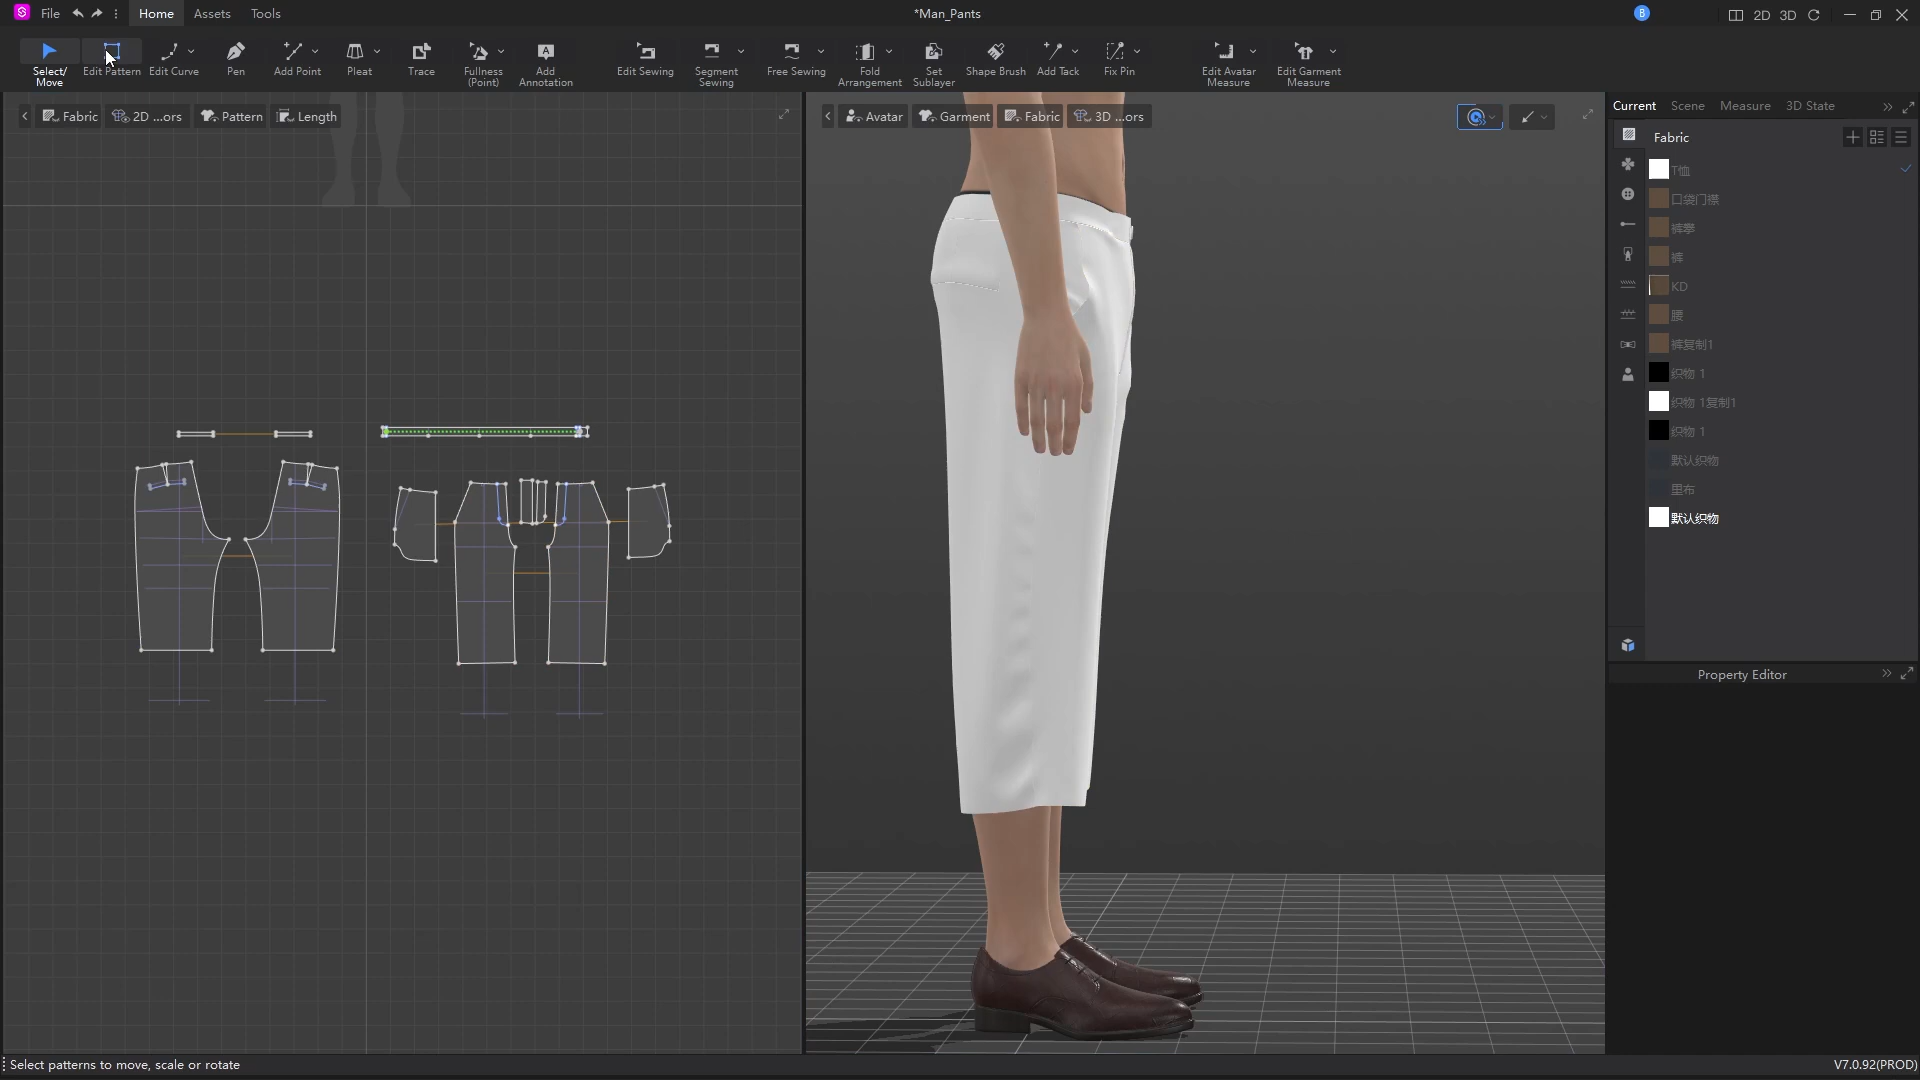 File
Home
Assets
Tools
*Man_Pants
B
2D
3D
Select/
Move
Edit Pattern
Edit Curve
Pen
Add Point
Pleat
Trace
Fullness
(Point)
Add
Annotation
Edit Sewing
Segment
Sewing
Free Sewing
Fold
Arrangement
Set
Sublayer
Shape Brush
Add Tack
Fix Pin
Edit Avatar
Measure
Edit Garment
Measure
Fabric
2D ...ors
Pattern
Length
Avatar
Garment
Fabric
3D ...ors
Current
Scene
Measure
3D State
Fabric
T恤
口袋门襟
裤拳
裤
KD
腰
裤复制1
织物 1
织物 1复制1
织物 1
默认织物
里布
默认织物
Property Editor
Select patterns to move, scale or rotate
V7.0.92(PROD)